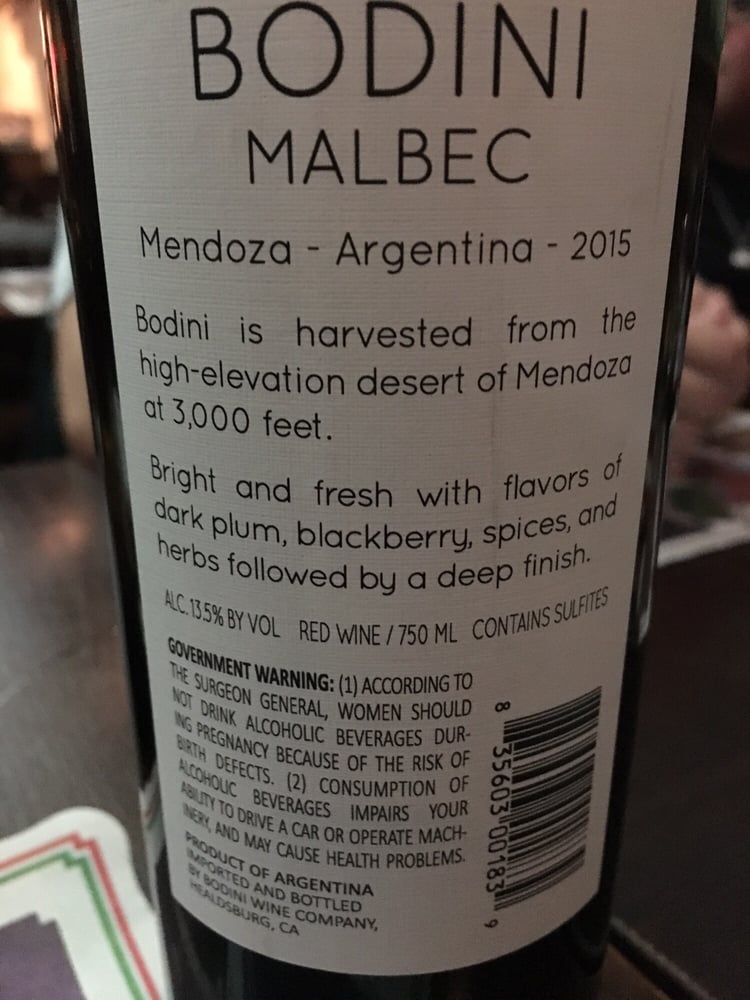 BODINI
MALBEC
Mendoza - Argentina - 2015
Bodini is harvested from the
high-elevation desert of Mendoza
at 3,000 feet.
Bright and fresh with flavors of
dark plum, blackberry, spices, and
herbs followed by a deep finish.
ALC. 13.5% BY VOL RED WINE / 750 ML CONTAINS SULFITES
GOVERNMENT WARNING: (1) ACCORDING TO
THE SURGEON GENERAL, WOMEN SHOULD
NOT DRINK ALCOHOLIC BEVERAGES DUR-
ING PREGNANCY BECAUSE OF THE RISK OF
BIRTH DEFECTS. (2) CONSUMPTION OF
ALCOHOLIC BEVERAGES IMPAIRS YOUR
ABILITY TO DRIVE A CAR OR OPERATE MACH-
INERY, AND MAY CAUSE HEALTH PROBLEMS.
PRODUCT OF ARGENTINA
IMPORTED AND BOTTLED
BY BODINI WINE COMPANY,
HEALDSBURG, CA
8 35603 00183 9